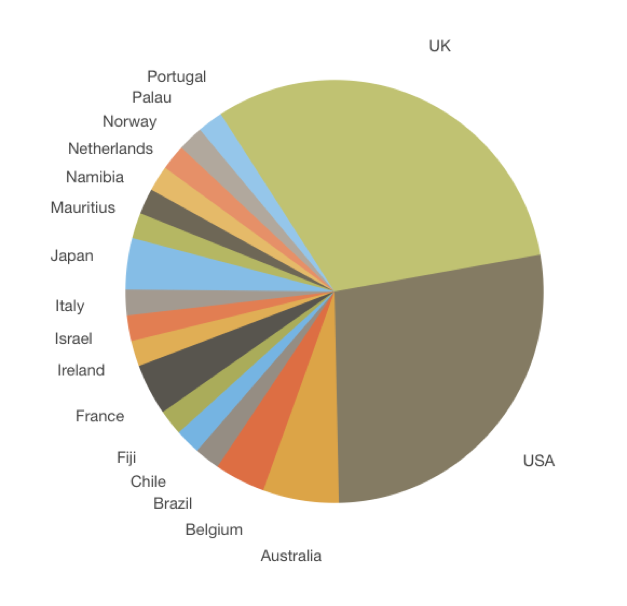 UK
Portugal
Palau
Norway
Netherlands
Namibia
Mauritius
Japan
Italy
Israel
Ireland
France
Fiji
USA
Chile
Brazil
Belgium
Australia